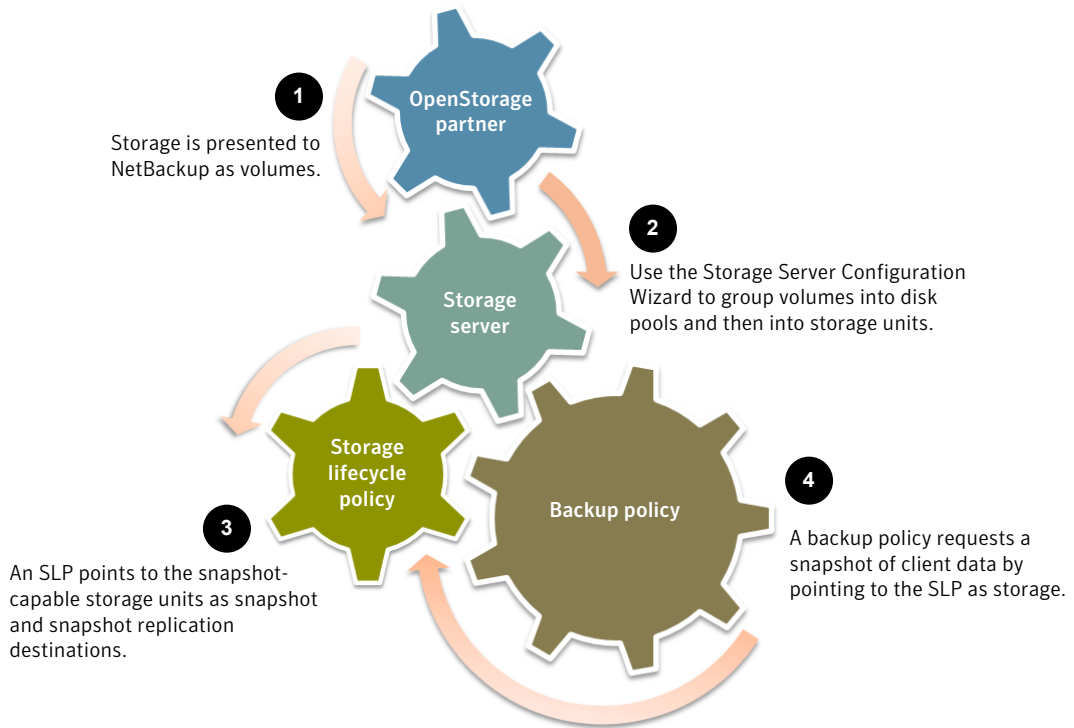 OpenStorage
partner
1
Storage is presented to
NetBackup as volumes.
2
Use the Storage Server Configuration
Wizard to group volumes into disk
pools and then into storage units.
Storage
server
Storage
lifecycle
policy
3
An SLP points to the snapshot-
capable storage units as snapshot
and snapshot replication
destinations.
Backup policy
4
A backup policy requests a
snapshot of client data by
pointing to the SLP as storage.